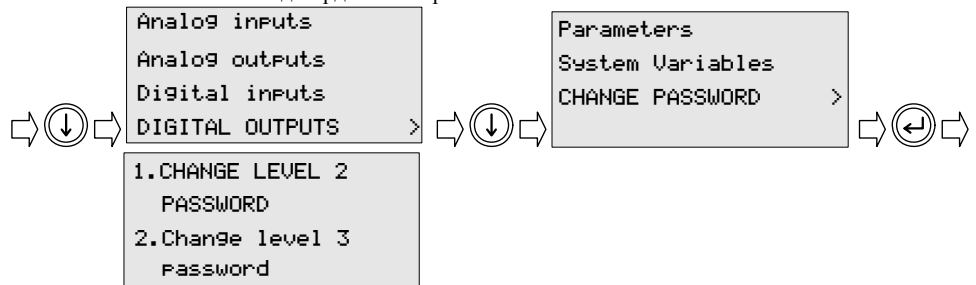 Analog inputs
Analog outputs
Digital inputs
DIGITAL OUTPUTS >
Parameters
System Variables
CHANGE PASSWORD >
1.CHANGE LEVEL 2
PASSWORD
2.Change level 3
password